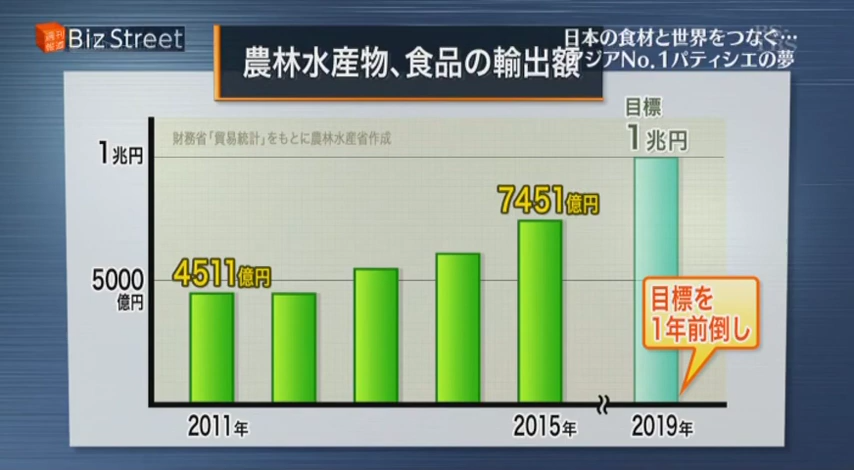 週刊
報道
Biz Street
日本の食材と世界をつなぐ…
アジアNo.1パティシエの夢
農林水産物、食品の輸出額
財務省「貿易統計」をもとに農林水産省作成
目標
1兆円
1兆円
7451億円
4511億円
5000
億円
目標を
1年前倒し
2011年
2015年
2019年